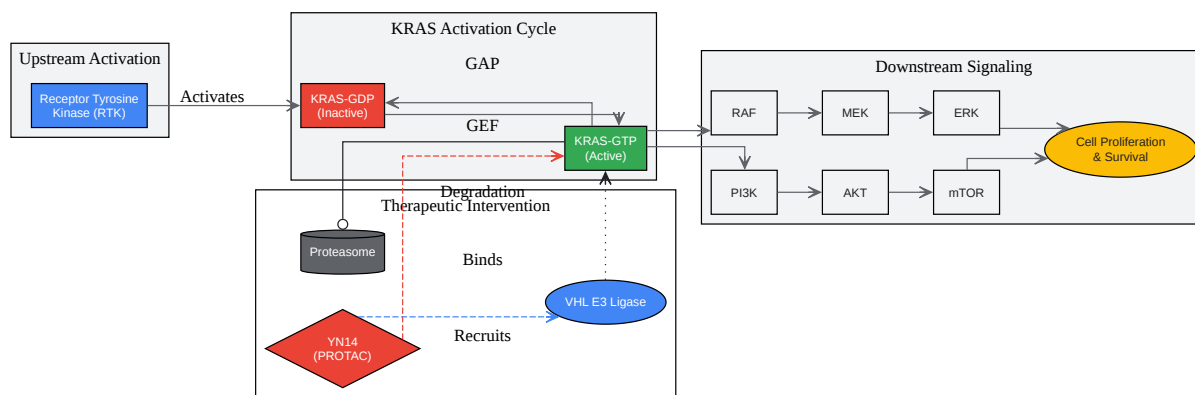 Upstream Activation
Receptor Tyrosine
Kinase (RTK)
Activates
KRAS Activation Cycle
GAP
KRAS-GDP
(Inactive)
GEF
KRAS-GTP
(Active)
Downstream Signaling
RAF
MEK
ERK
PI3K
AKT
mTOR
Cell Proliferation
& Survival
Degradation
Therapeutic Intervention
Proteasome
Binds
VHL E3 Ligase
Recruits
YN14
(PROTAC)